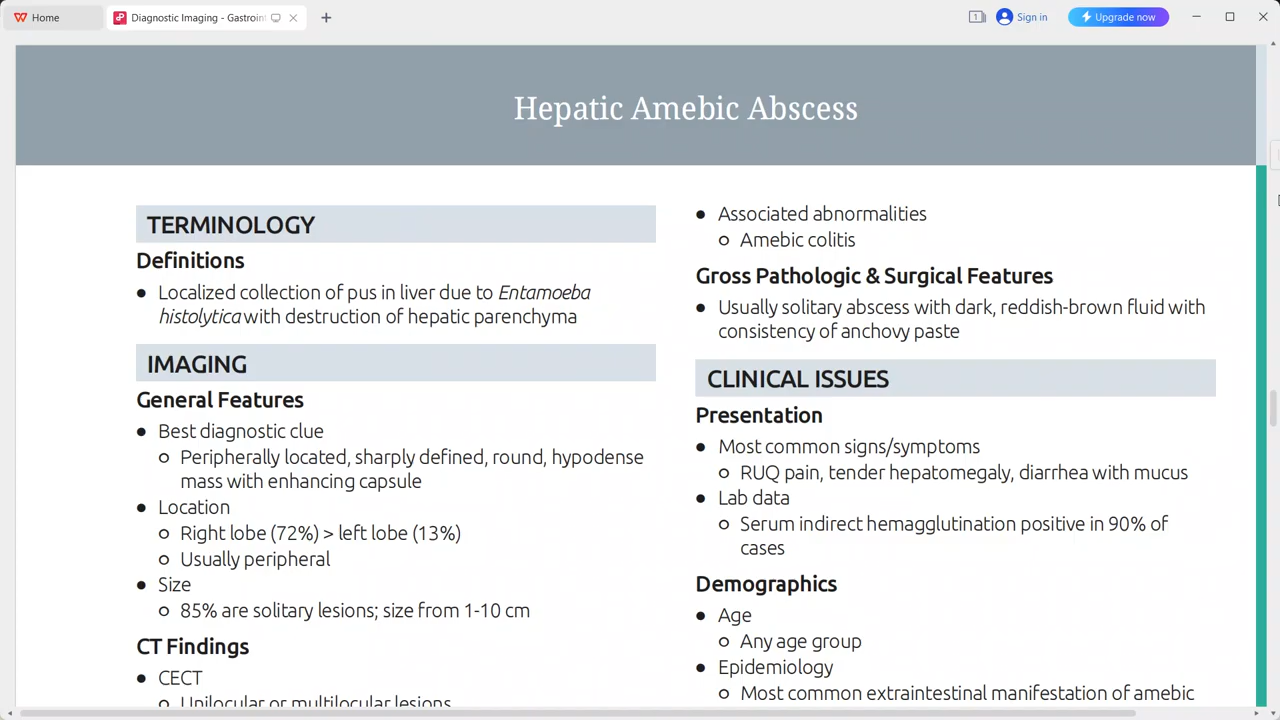 Home
Diagnostic Imaging - Gastroint
1
Sign in
Upgrade now
Hepatic Amebic Abscess
TERMINOLOGY
Definitions
● Localized collection of pus in liver due to Entamoeba
histolytica with destruction of hepatic parenchyma
IMAGING
General Features
● Best diagnostic clue
○ Peripherally located, sharply defined, round, hypodense
mass with enhancing capsule
● Location
○ Right lobe (72%) > left lobe (13%)
○ Usually peripheral
● Size
○ 85% are solitary lesions; size from 1-10 cm
CT Findings
● CECT
○ Unilocular or multilocular lesions
● Associated abnormalities
○ Amebic colitis
Gross Pathologic & Surgical Features
● Usually solitary abscess with dark, reddish-brown fluid with
consistency of anchovy paste
CLINICAL ISSUES
Presentation
● Most common signs/symptoms
○ RUQ pain, tender hepatomegaly, diarrhea with mucus
● Lab data
○ Serum indirect hemagglutination positive in 90% of
cases
Demographics
● Age
○ Any age group
● Epidemiology
○ Most common extraintestinal manifestation of amebic